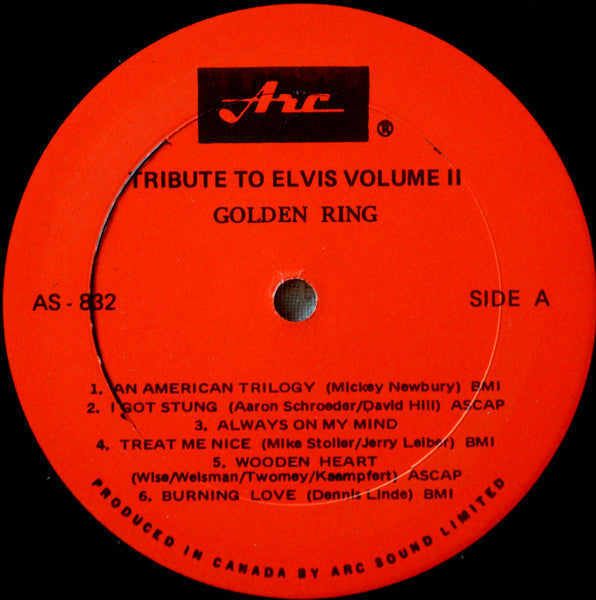 Arc
®
TRIBUTE TO ELVIS VOLUME II
GOLDEN RING
AS - 832
SIDE A
1. AN AMERICAN TRILOGY (Mickey Newbury) BMI
2. I GOT STUNG (Aaron Schroeder/David Hill) ASCAP
3. ALWAYS ON MY MIND
4. TREAT ME NICE (Mike Stoller/Jerry Leiber) BMI
5. WOODEN HEART
(Wise/Weisman/Twomey/Kaempfert) ASCAP
6. BURNING LOVE (Dennis Linde) BMI
PRODUCED IN CANADA BY ARC SOUND LIMITED